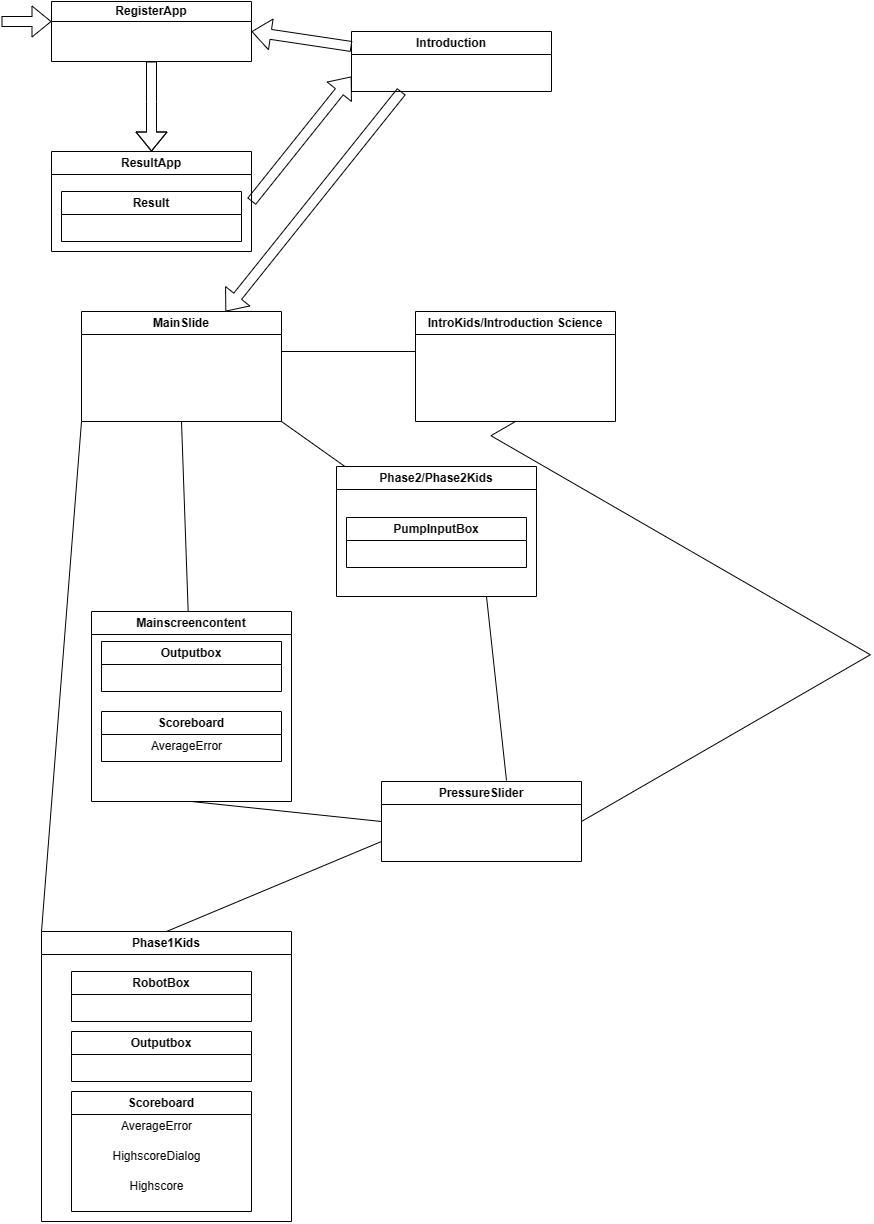 RegisterApp
Introduction
ResultApp
Result
MainSlide
IntroKids/Introduction Science
Phase2/Phase2Kids
PumpInputBox
Mainscreencontent
Outputbox
Scoreboard
AverageError
PressureSlider
Phase1Kids
RobotBox
Outputbox
Scoreboard
AverageError
HighscoreDialog
Highscore